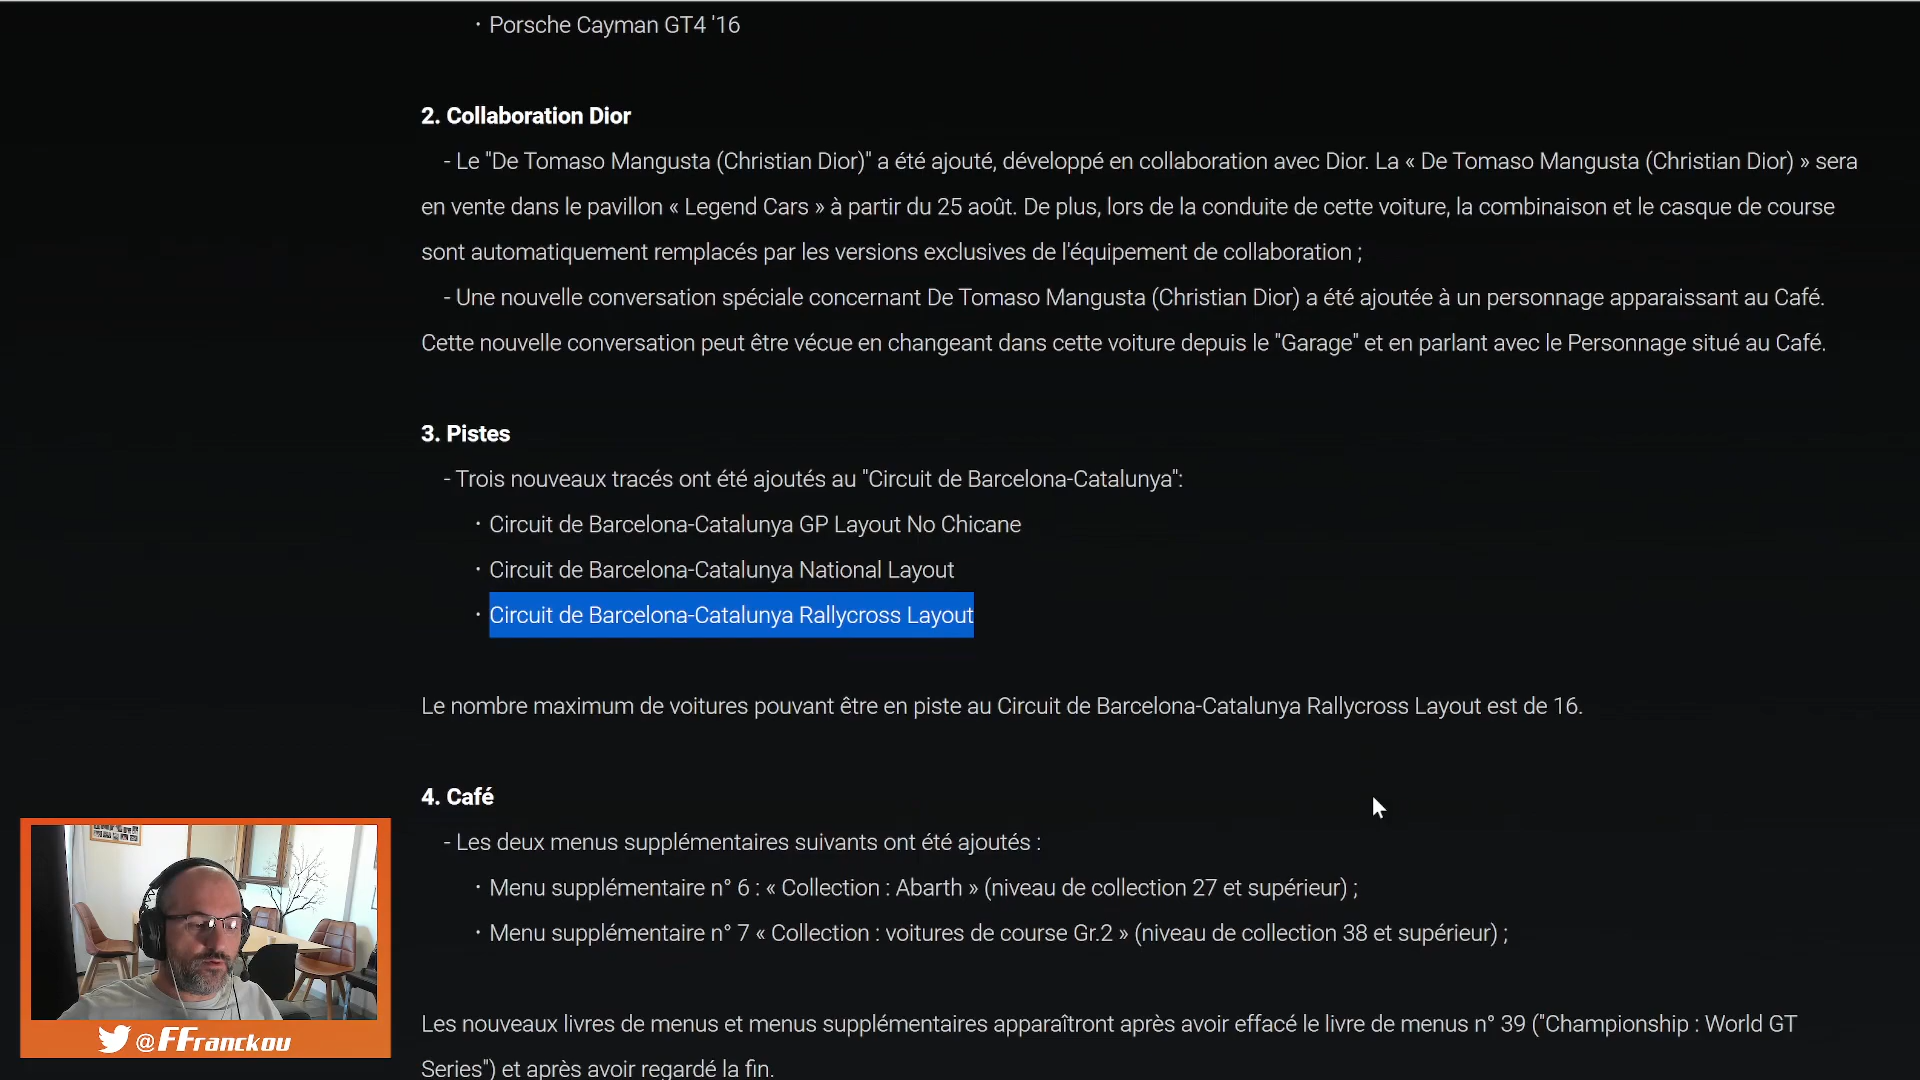 · Porsche Cayman GT4 '16
2. Collaboration Dior
- Le "De Tomaso Mangusta (Christian Dior)" a été ajouté, développé en collaboration avec Dior. La « De Tomaso Mangusta (Christian Dior) » sera
en vente dans le pavillon « Legend Cars » à partir du 25 août. De plus, lors de la conduite de cette voiture, la combinaison et le casque de course
sont automatiquement remplacés par les versions exclusives de l'équipement de collaboration ;
- Une nouvelle conversation spéciale concernant De Tomaso Mangusta (Christian Dior) a été ajoutée à un personnage apparaissant au Café.
Cette nouvelle conversation peut être vécue en changeant dans cette voiture depuis le "Garage" et en parlant avec le Personnage situé au Café.
3. Pistes
- Trois nouveaux tracés ont été ajoutés au "Circuit de Barcelona-Catalunya":
· Circuit de Barcelona-Catalunya GP Layout No Chicane
· Circuit de Barcelona-Catalunya National Layout
· Circuit de Barcelona-Catalunya Rallycross Layout
Le nombre maximum de voitures pouvant être en piste au Circuit de Barcelona-Catalunya Rallycross Layout est de 16.
4. Café
- Les deux menus supplémentaires suivants ont été ajoutés :
· Menu supplémentaire n° 6 : « Collection : Abarth » (niveau de collection 27 et supérieur) ;
· Menu supplémentaire n° 7 « Collection : voitures de course Gr.2 » (niveau de collection 38 et supérieur) ;
Les nouveaux livres de menus et menus supplémentaires apparaîtront après avoir effacé le livre de menus n° 39 ("Championship : World GT
Series") et après avoir regardé la fin.
@FFranckou